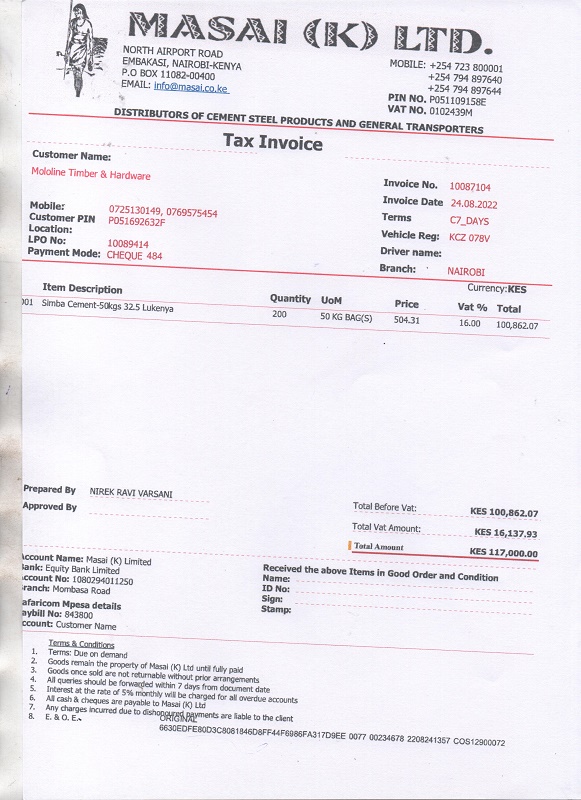 MASAI (K) LTD.
NORTH AIRPORT ROAD
EMBAKASI, NAIROBI-KENYA
P.O BOX 11082-00400
EMAIL: info@masai.co.ke
MOBILE: +254 723 800001
+254 794 897640
+254 794 897644
PIN NO. P051109158E
VAT NO. 0102439M
DISTRIBUTORS OF CEMENT STEEL PRODUCTS AND GENERAL TRANSPORTERS
Tax Invoice
Customer Name:
Mololine Timber & Hardware
Mobile: 0725130149, 0769575454
Customer PIN P051692632F
Location:
LPO No: 10089414
Payment Mode: CHEQUE 484
Invoice No. 10087104
Invoice Date 24.08.2022
Terms C7_DAYS
Vehicle Reg: KCZ 078V
Driver name:
Branch: NAIROBI
Currency:KES
Item Description Quantity UoM Price Vat % Total
001 Simba Cement-50kgs 32.5 Lukenya 200 50 KG BAG(S) 504.31 16.00 100,862.07
Prepared By NIREK RAVI VARSANI
Approved By
Total Before Vat: KES 100,862.07
Total Vat Amount: KES 16,137.93
Total Amount KES 117,000.00
Account Name: Masai (K) Limited
Bank: Equity Bank Limited
Account No: 1080294011250
Branch: Mombasa Road
Safaricom Mpesa details
Paybill No: 843800
Account: Customer Name
Received the above Items in Good Order and Condition
Name:
ID No:
Sign:
Stamp:
Terms & Conditions
1. Terms: Due on demand
2. Goods remain the property of Masai (K) Ltd until fully paid
3. Goods once sold are not returnable without prior arrangements
4. All queries should be forwarded within 7 days from document date
5. Interest at the rate of 5% monthly will be charged for all overdue accounts
6. All cash & cheques are payable to Masai (K) Ltd
7. Any charges incurred due to dishonoured payments are liable to the client
8. E. & O. E.
ORIGINAL
6630EDFE80D3C8081846D8FF44F6986FA317D9EE 0077 00234678 2208241357 COS12900072